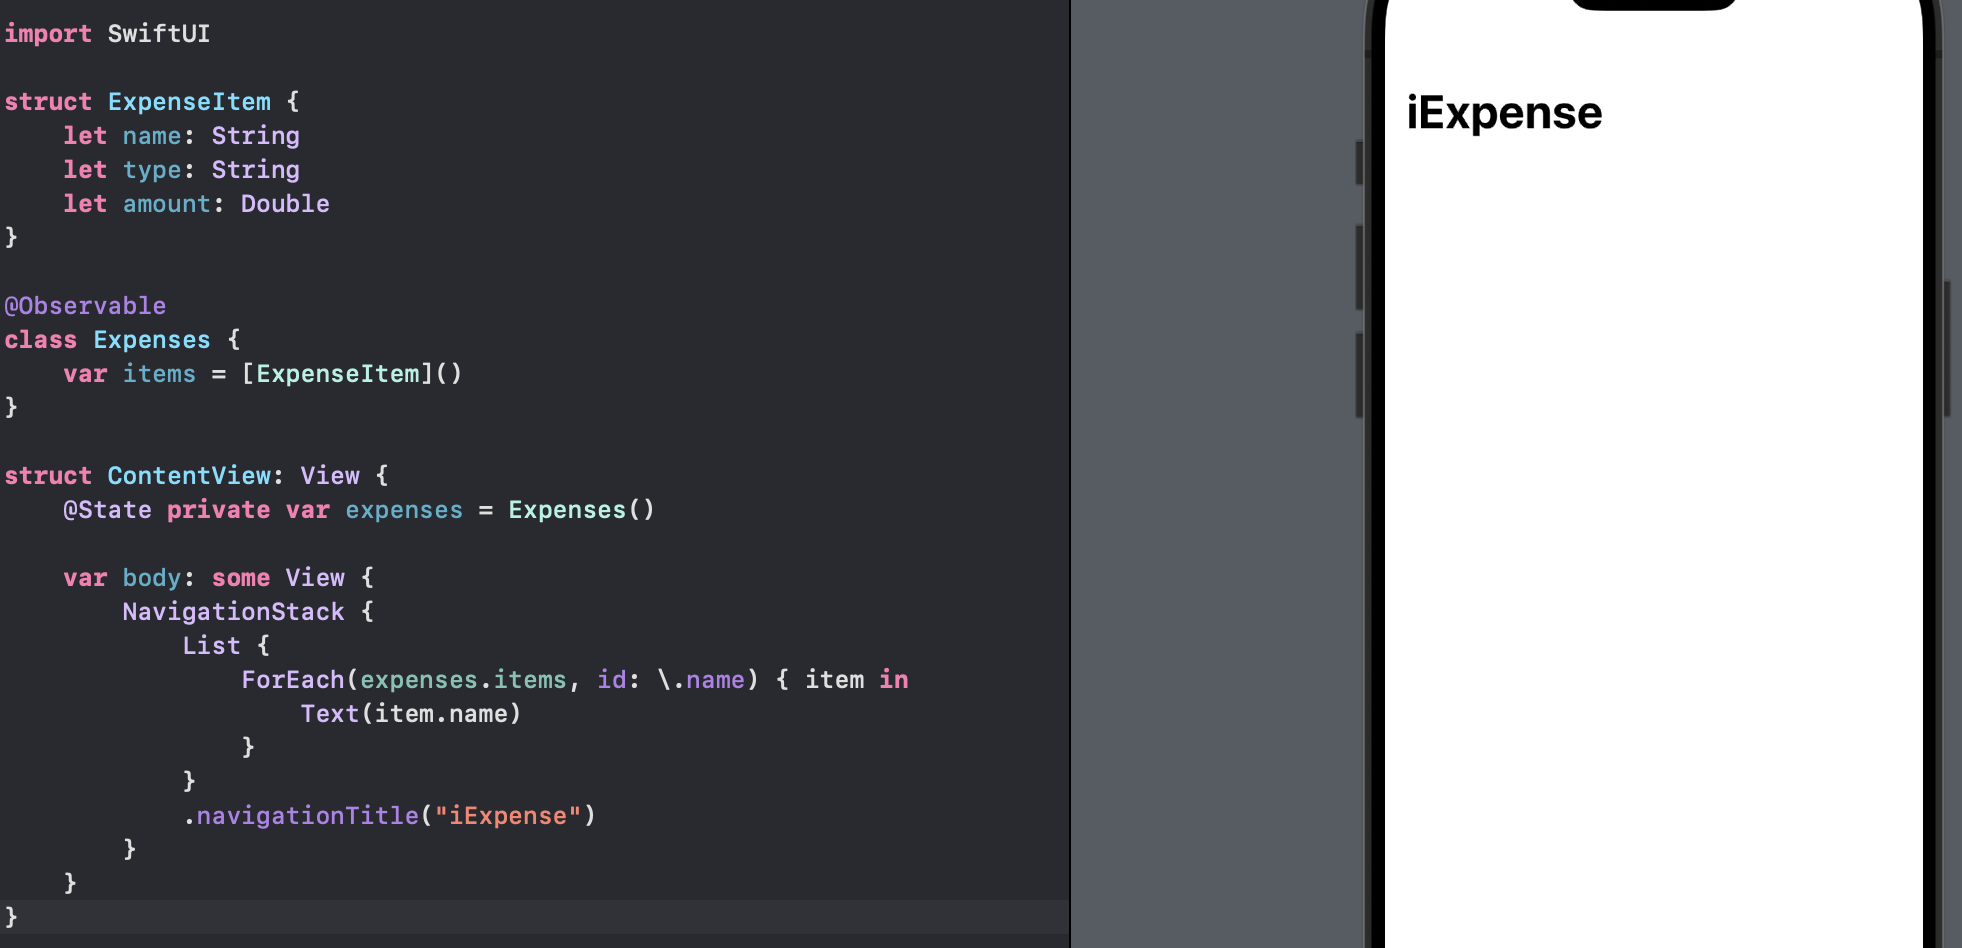 import SwiftUI
struct ExpenseItem {
    let name: String
    let type: String
    let amount: Double
}
@Observable
class Expenses {
    var items = [ExpenseItem]()
}
struct ContentView: View {
    @State private var expenses = Expenses()
    var body: some View {
        NavigationStack {
            List {
                ForEach(expenses.items, id: \.name) { item in
                    Text(item.name)
                }
            }
            .navigationTitle("iExpense")
        }
    }
}
iExpense